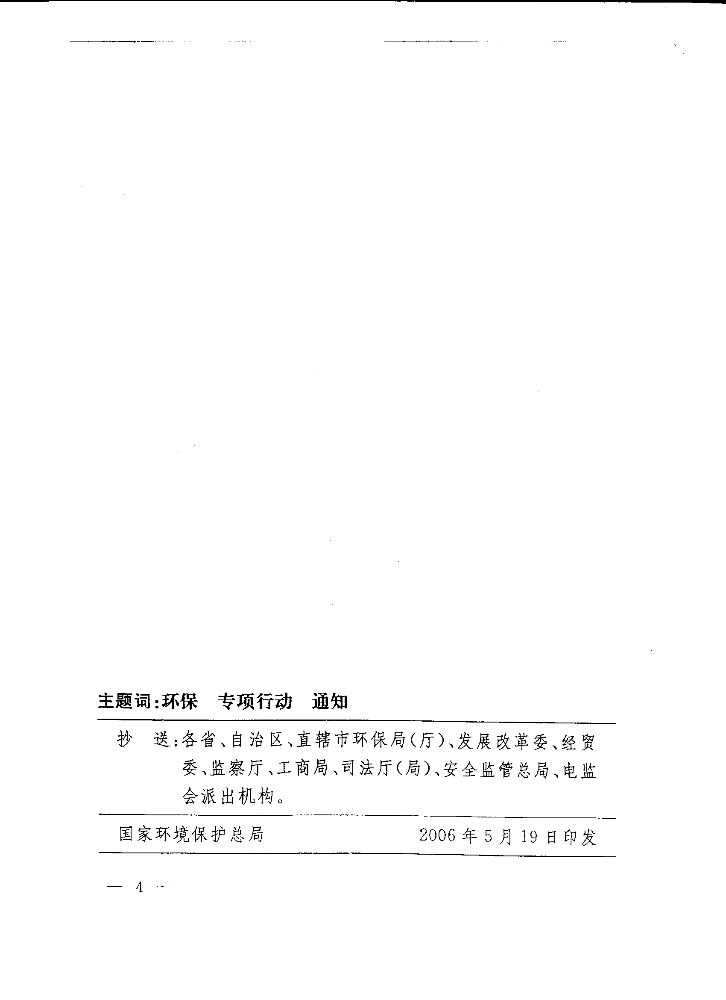 主题词:环保　专项行动　通知
抄　送:各省、自治区、直辖市环保局(厅)、发展改革委、经贸
委、监察厅、工商局、司法厅(局)、安全监管总局、电监
会派出机构。
国家环境保护总局　2006年5月19日印发
— 4 —